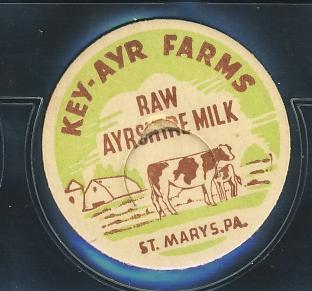 KEY-AYR FARMS
RAW
AYRSHIRE MILK
ST. MARYS, PA.